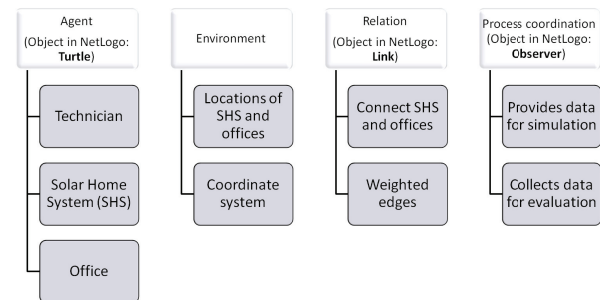 Agent
(Object in NetLogo:
Turtle)
Technician
Solar Home
System (SHS)
Office
Environment
Locations of
SHS and
offices
Coordinate
system
Relation
(Object in NetLogo:
Link)
Connect SHS
and offices
Weighted
edges
Process coordination
(Object in NetLogo:
Observer)
Provides data
for simulation
Collects data
for evaluation